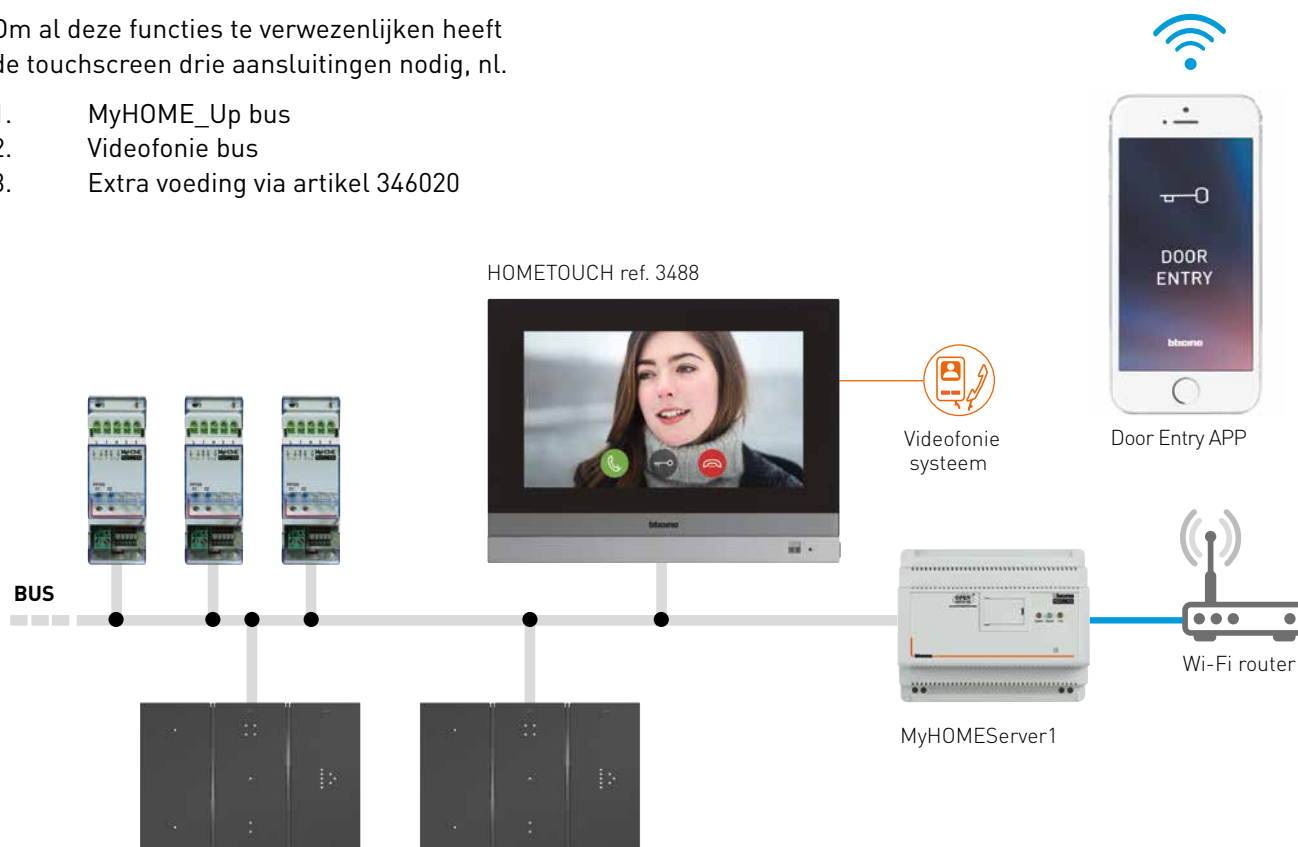 Om al deze functies te verwezenlijken heeft
de touchscreen drie aansluitingen nodig, nl.
1. MyHOME_Up bus
2. Videofonie bus
3. Extra voeding via artikel 346020
HOMETOUCH ref. 3488
DOOR
ENTRY
bticino
Door Entry APP
Videofonie
systeem
bticino
BUS
Wi-Fi router
MyHOMEServer1